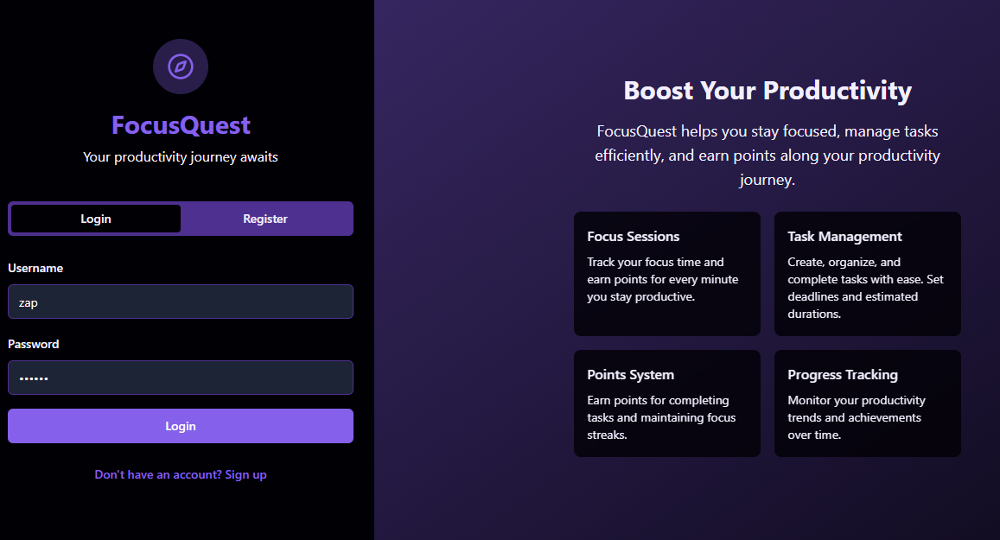 FocusQuest
Your productivity journey awaits
Login
Register
Username
zap
Password
••••••
Login
Don't have an account? Sign up
Boost Your Productivity
FocusQuest helps you stay focused, manage tasks
efficiently, and earn points along your productivity
journey.
Focus Sessions
Track your focus time and
earn points for every minute
you stay productive.
Task Management
Create, organize, and
complete tasks with ease. Set
deadlines and estimated
durations.
Points System
Earn points for completing
tasks and maintaining focus
streaks.
Progress Tracking
Monitor your productivity
trends and achievements
over time.